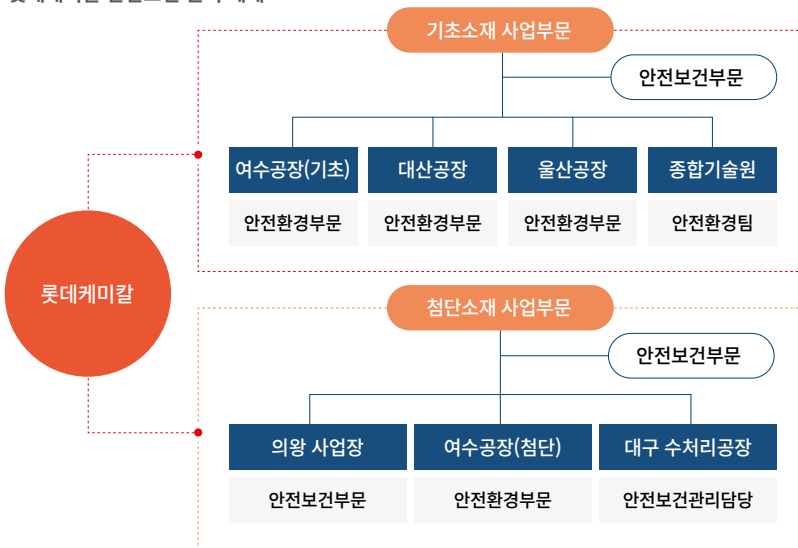 기초소재 사업부문
안전보건부문
여수공장(기초) 대산공장 울산공장 종합기술원
안전환경부문 안전환경부문 안전환경부문 안전환경팀
롯데케미칼
첨단소재 사업부문
안전보건부문
의왕 사업장 여수공장(첨단) 대구 수처리공장
안전보건부문 안전환경부문 안전보건관리담당